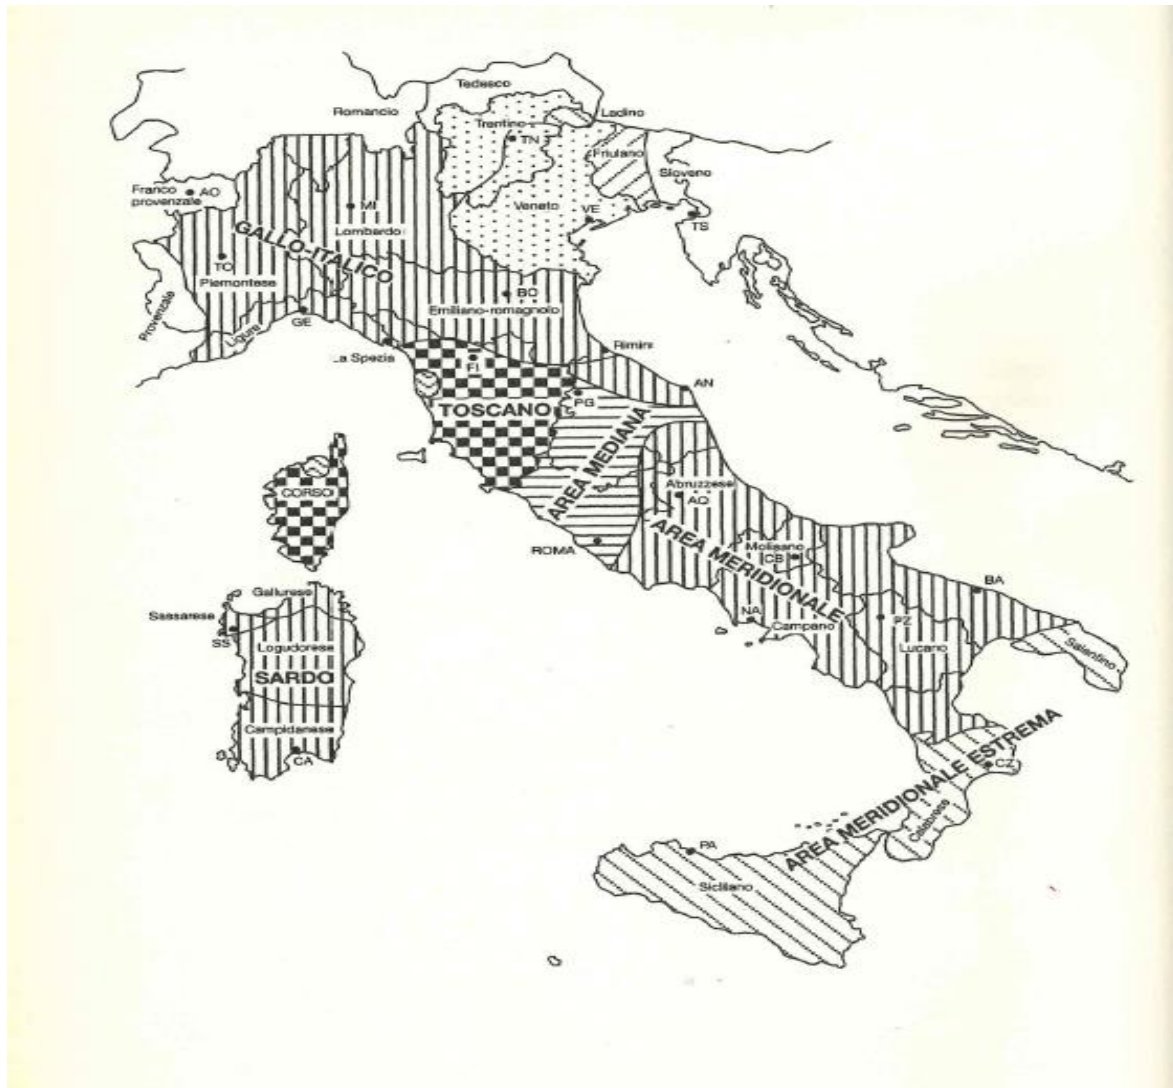 Tedesco
Romancio
Ladino
Trentino
TN
Friulano
Sloveno
Franco
provenzale
AO
MI
Veneto
VE
TS
Lombardo
GALLO-ITALICO
TO
Piemontese
BO
Emiliano-romagnolo
Provenzale
Ligure
GE
La Spezia
Rimini
FI
AN
PG
TOSCANO
AREA MEDIANA
CORSO
Abruzzese
AQ
ROMA
AREA MERIDIONALE
Molisano
CB
BA
NA
Campano
PZ
Lucano
Salentino
Gallurese
Sassarese
SS
Logudorese
SARDO
Campidanese
CA
AREA MERIDIONALE ESTREMA
CZ
Calabrese
PA
Siciliano